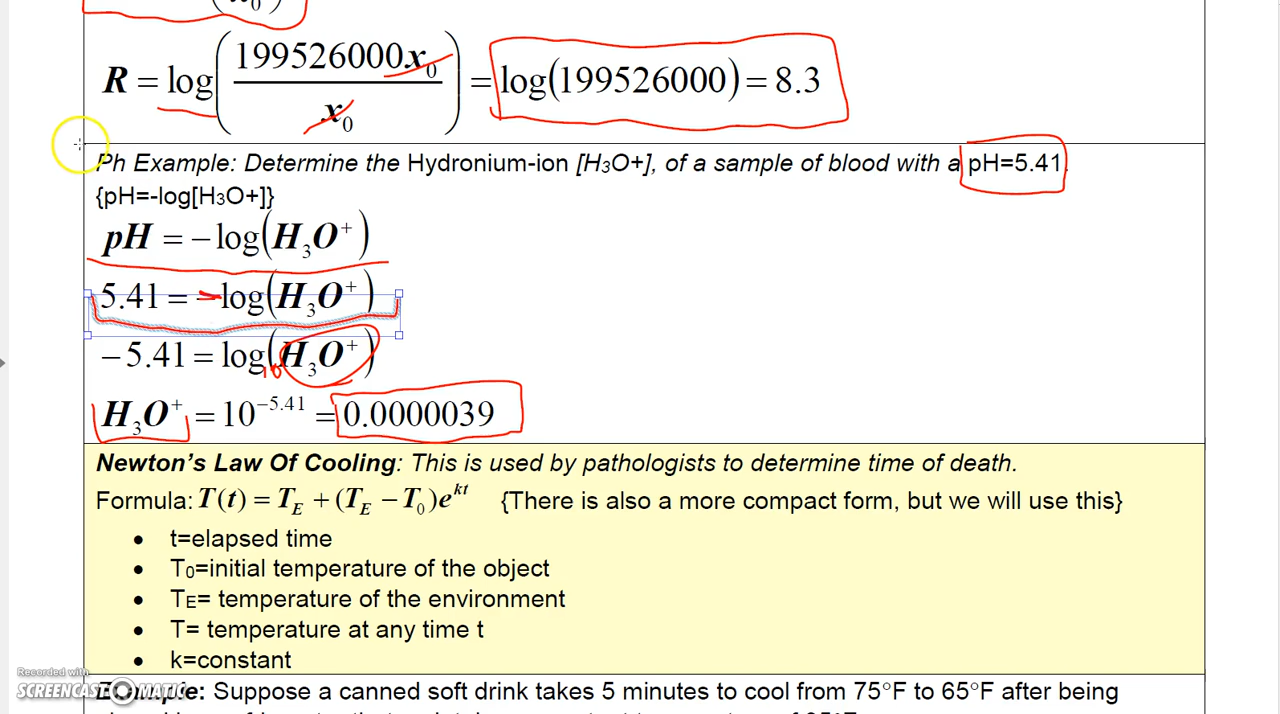 x₀
R = log(199526000x₀ / x₀) = log(199526000) = 8.3
Ph Example: Determine the Hydronium-ion [H₃O+], of a sample of blood with a pH=5.41.
{pH=-log[H₃O+]}
pH = −log(H₃O⁺)
5.41 = −log(H₃O⁺)
−5.41 = log₁₀(H₃O⁺)
H₃O⁺ = 10^−5.41 = 0.0000039
Newton's Law Of Cooling: This is used by pathologists to determine time of death.
Formula: T(t) = T_E + (T_E − T₀)e^kt {There is also a more compact form, but we will use this}
• t=elapsed time
• T₀=initial temperature of the object
• TE= temperature of the environment
• T= temperature at any time t
• k=constant
Recorded with
SCREENCAST-O-MATIC
Example: Suppose a canned soft drink takes 5 minutes to cool from 75°F to 65°F after being